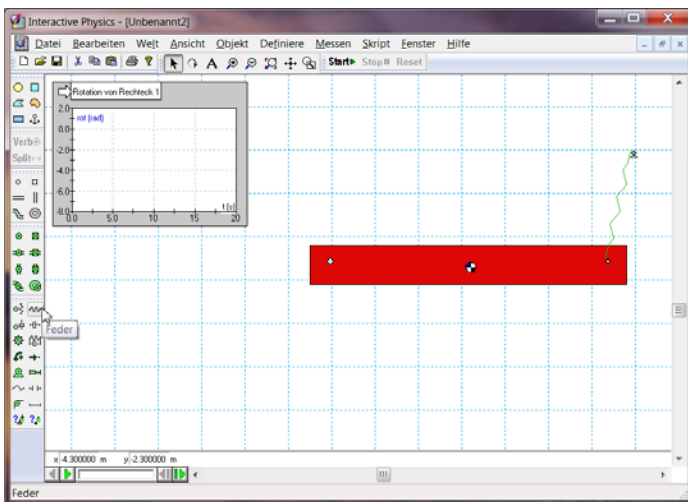 Interactive Physics - [Unbenannt2]
Datei Bearbeiten Welt Ansicht Objekt Definiere Messen Skript Fenster Hilfe
A Start Stop Reset
Rotation von Rechteck 1
2.0
rot (rad)
0.0
-2.0
-4.0
-6.0
-8.0
t (s)
0.0 5.0 10 15 20
Verb
Split
Feder
x -4.300000 m y -2.300000 m
Feder